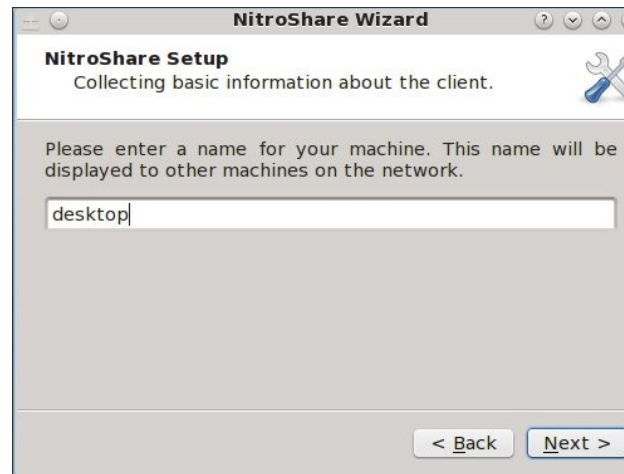 NitroShare Wizard
NitroShare Setup
Collecting basic information about the client.
Please enter a name for your machine. This name will be
displayed to other machines on the network.
desktop
< Back
Next >